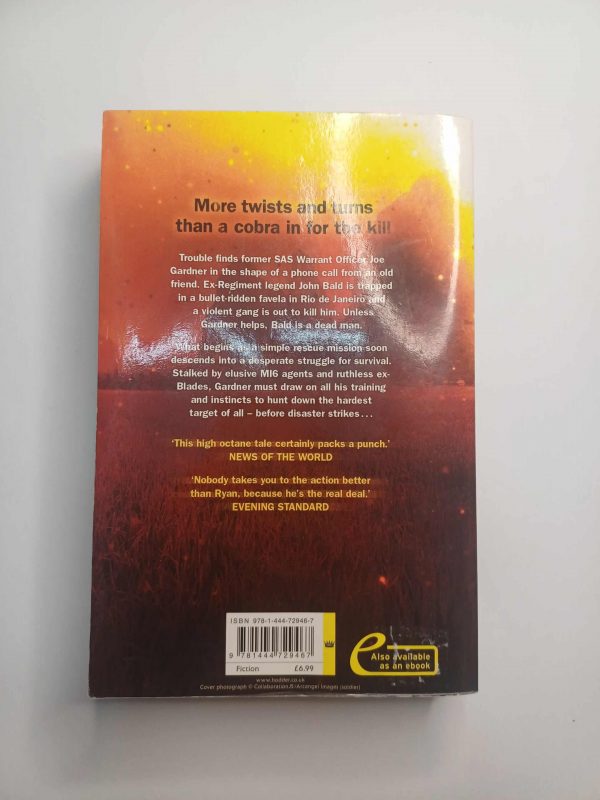 More twists and turns
than a cobra in for the kill
Trouble finds former SAS Warrant Officer Joe
Gardner in the shape of a phone call from an old
friend. Ex-Regiment legend John Bald is trapped
in a bullet-ridden favela in Rio de Janeiro and
a violent gang is out to kill him. Unless
Gardner helps, Bald is a dead man.
What begins as a simple rescue mission soon
descends into a desperate struggle for survival.
Stalked by elusive MI6 agents and ruthless ex-
Blades, Gardner must draw on all his training
and instincts to hunt down the hardest
target of all – before disaster strikes...
‘This high octane tale certainly packs a punch.’
NEWS OF THE WORLD
‘Nobody takes you to the action better
than Ryan, because he’s the real deal.’
EVENING STANDARD
ISBN 978-1-444-72946-7
9 781444 729467
Fiction £6.99
e
Also available
as an ebook
www.hodder.co.uk
Cover photograph © Collaboration JS (Arcangel Images) (soldier)